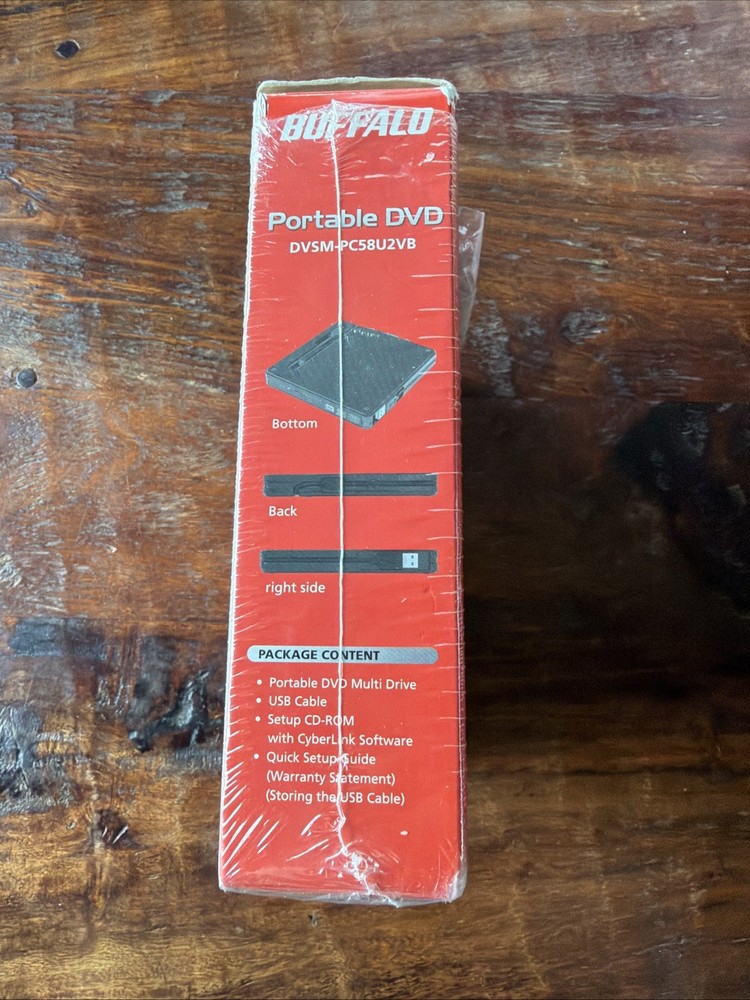 BUFFALO
Portable DVD
DVSM-PC58U2VB
Bottom
Back
right side
PACKAGE CONTENT
• Portable DVD Multi Drive
• USB Cable
• Setup CD-ROM
with CyberLink Software
• Quick Setup Guide
(Warranty Statement)
(Storing the USB Cable)